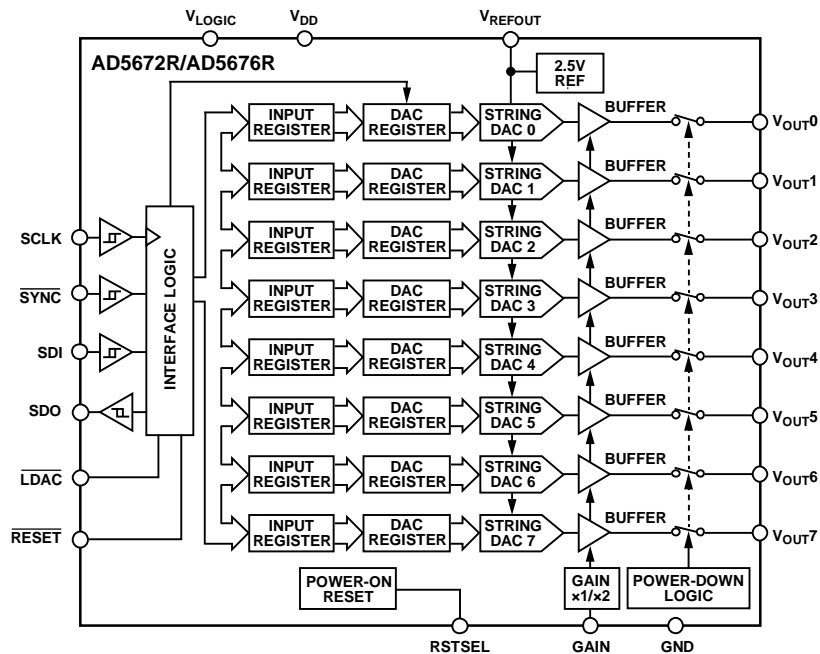 VLOGIC VDD VREFOUT
AD5672R/AD5676R
2.5V
REF
INPUT
REGISTER
DAC
REGISTER
STRING
DAC 0
BUFFER
VOUT0
INPUT
REGISTER
DAC
REGISTER
STRING
DAC 1
BUFFER
VOUT1
INPUT
REGISTER
DAC
REGISTER
STRING
DAC 2
BUFFER
VOUT2
INPUT
REGISTER
DAC
REGISTER
STRING
DAC 3
BUFFER
VOUT3
INPUT
REGISTER
DAC
REGISTER
STRING
DAC 4
BUFFER
VOUT4
INPUT
REGISTER
DAC
REGISTER
STRING
DAC 5
BUFFER
VOUT5
INPUT
REGISTER
DAC
REGISTER
STRING
DAC 6
BUFFER
VOUT6
INPUT
REGISTER
DAC
REGISTER
STRING
DAC 7
BUFFER
VOUT7
SCLK
SYNC
SDI
SDO
LDAC
RESET
INTERFACE LOGIC
POWER-ON
RESET
GAIN
×1/×2
POWER-DOWN
LOGIC
RSTSEL GAIN GND